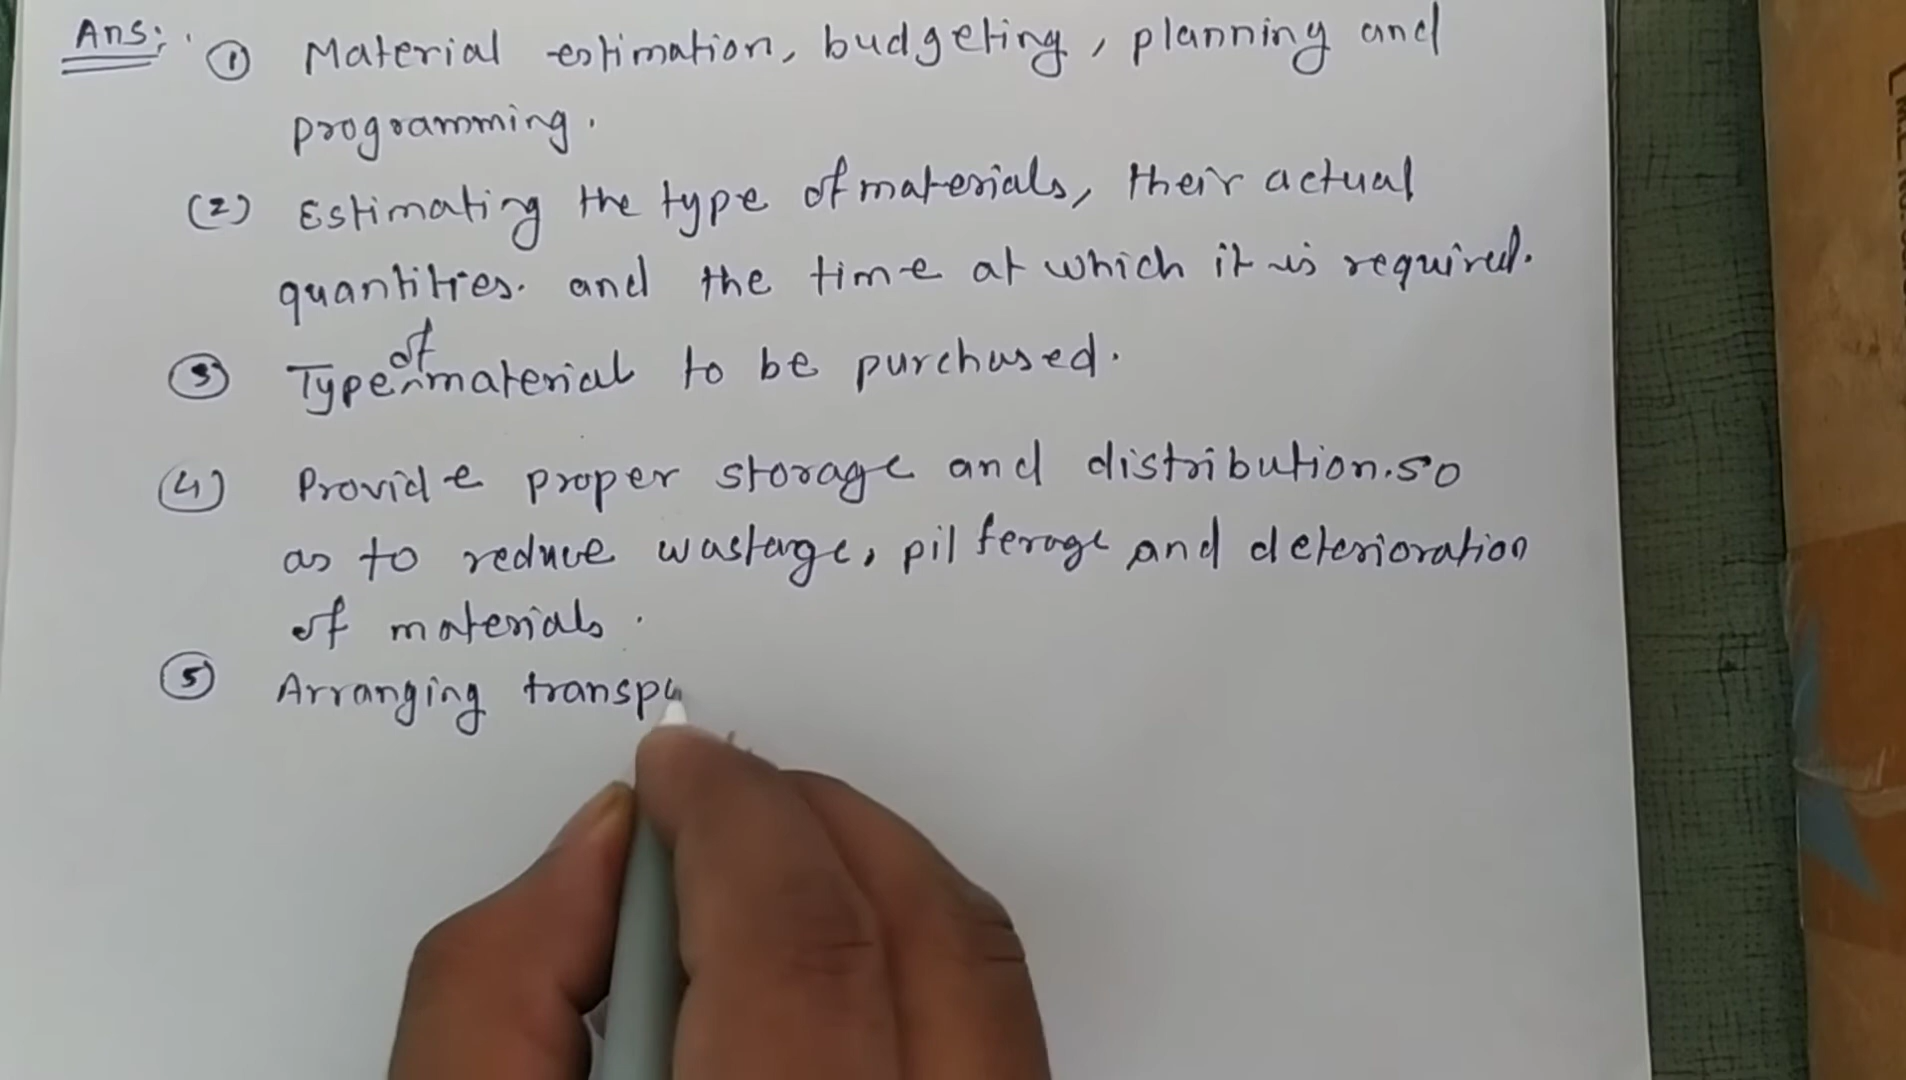 Ans:
① Material estimation, budgeting, planning and
programming.
(2) Estimating the type of materials, their actual
quantities. and the time at which it is required.
③ Type of material to be purchased.
(4) Provide proper storage and distribution. so
as to reduce wastage, pilferage and deterioration
of materials.
⑤ Arranging transp